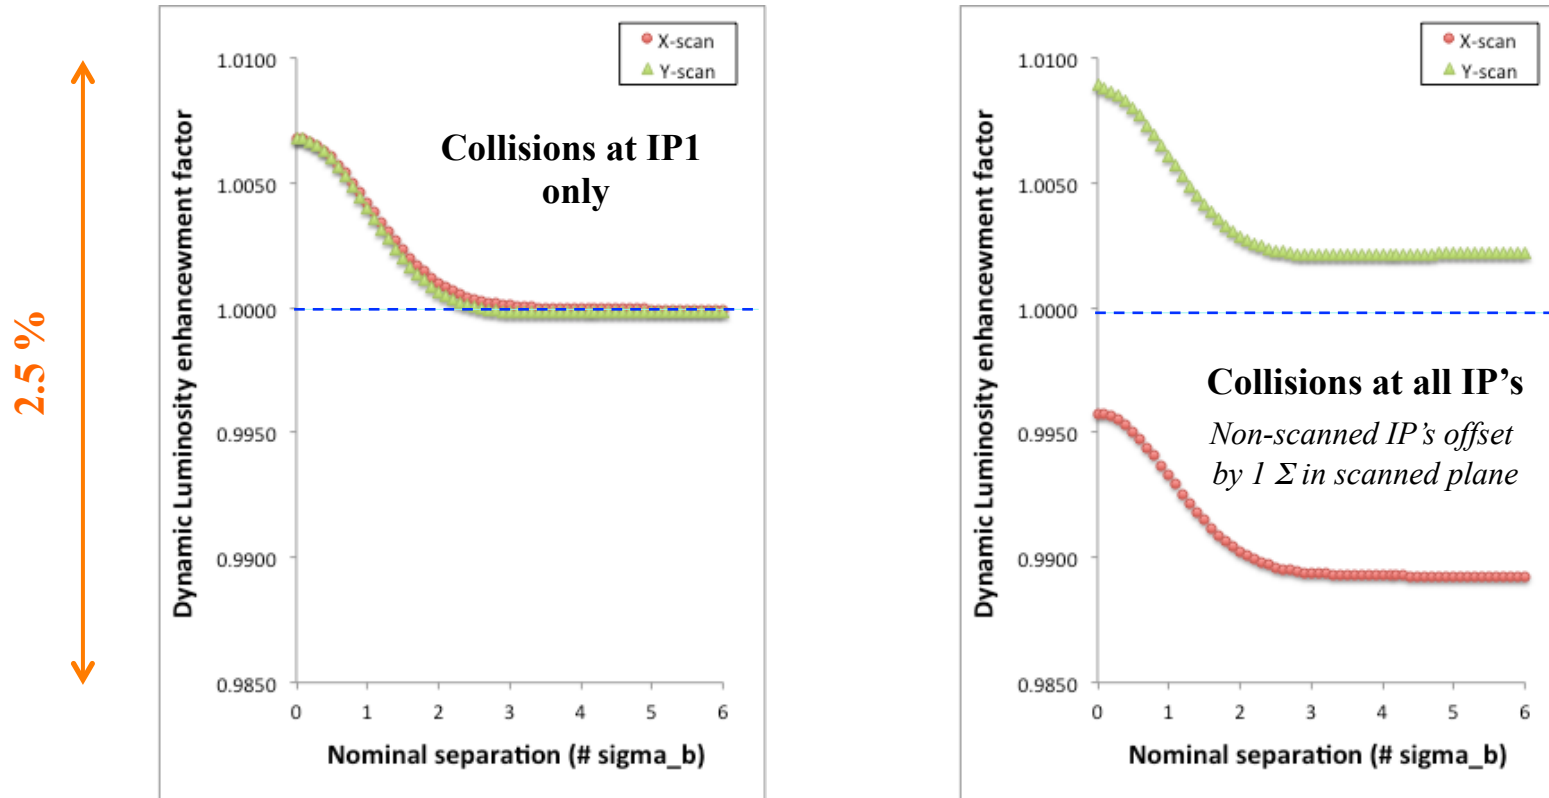 2.5 %
Dynamic Luminosity enhancewment factor
1.0100
1.0050
1.0000
0.9950
0.9900
0.9850
X-scan
Y-scan
Collisions at IP1
only
0 1 2 3 4 5 6
Nominal separation (# sigma_b)
Dynamic Luminosity enhancewment factor
1.0100
1.0050
1.0000
0.9950
0.9900
0.9850
X-scan
Y-scan
Collisions at all IP's
Non-scanned IP's offset
by 1 Σ in scanned plane
0 1 2 3 4 5 6
Nominal separation (# sigma_b)